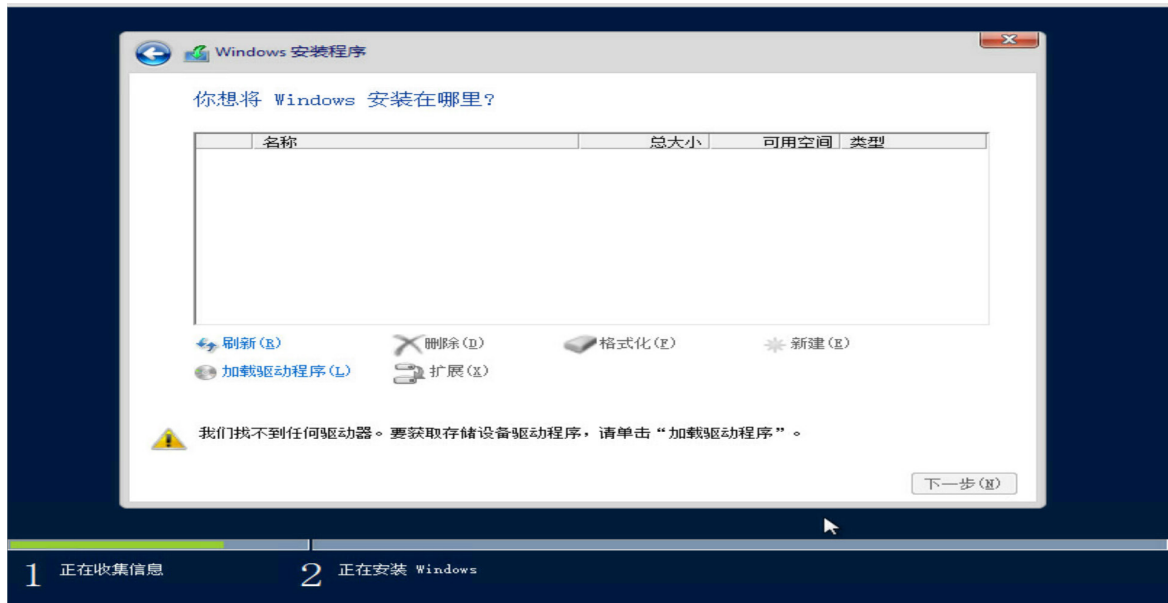 Windows 安装程序
你想将 Windows 安装在哪里?
名称 总大小 可用空间 类型
刷新(R) 删除(D) 格式化(F) 新建(E)
加载驱动程序(L) 扩展(X)
我们找不到任何驱动器。要获取存储设备驱动程序，请单击“加载驱动程序”。
下一步(N)
1 正在收集信息 2 正在安装 Windows